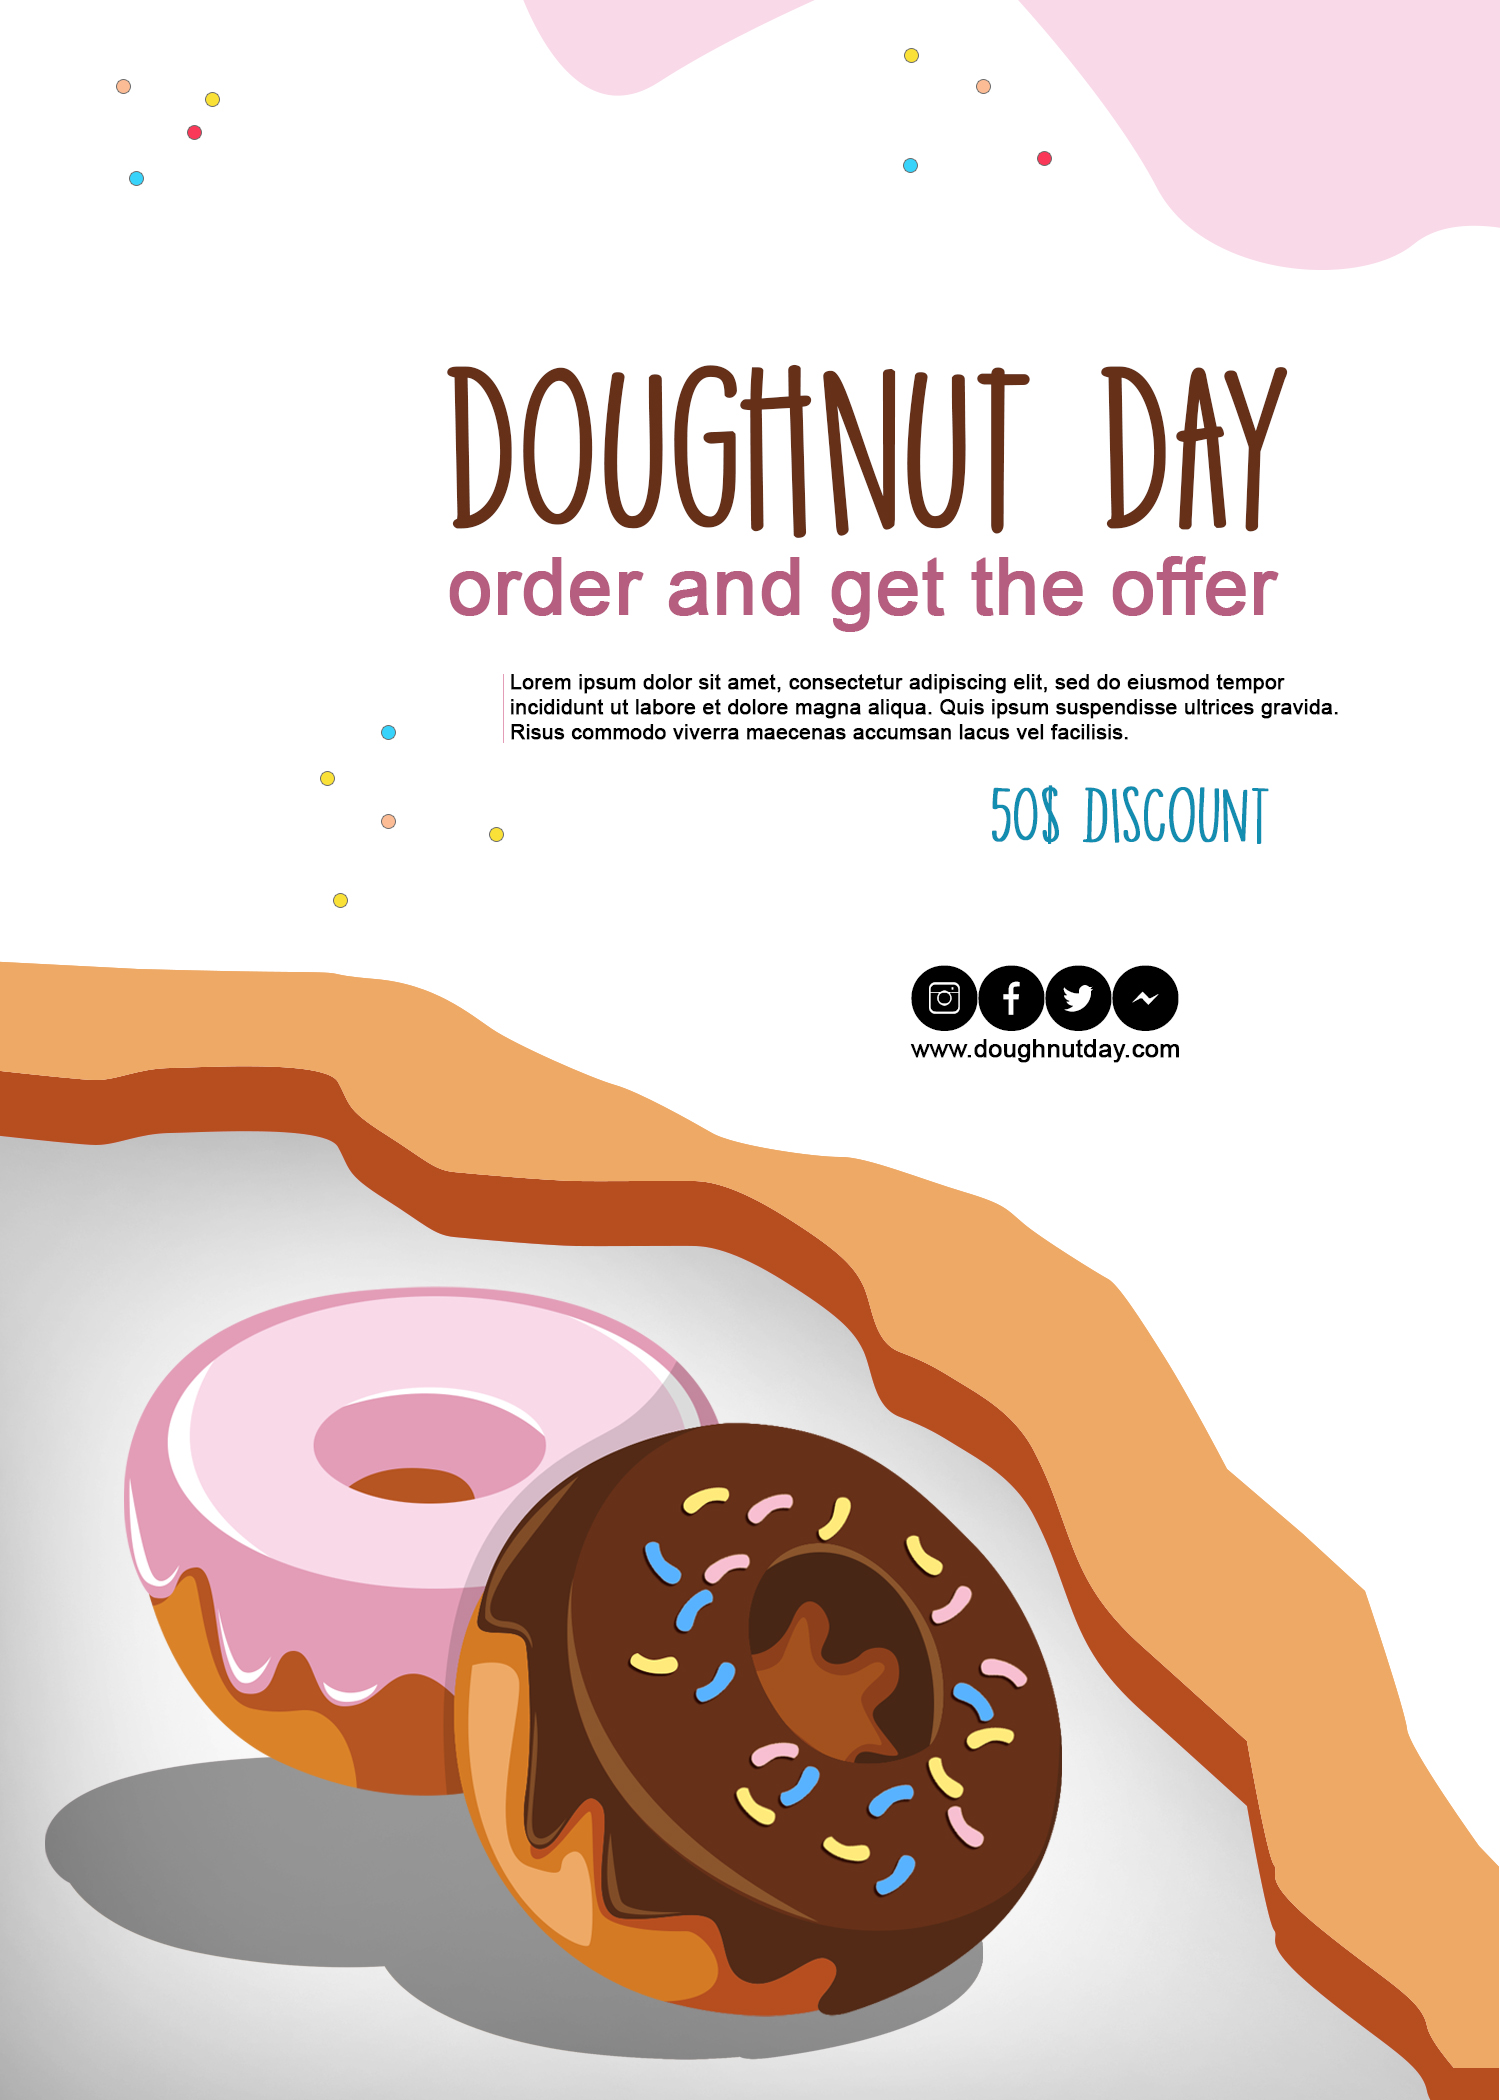 DOUGHNUT DAY
order and get the offer
Lorem ipsum dolor sit amet, consectetur adipiscing elit, sed do eiusmod tempor
incididunt ut labore et dolore magna aliqua. Quis ipsum suspendisse ultrices gravida.
Risus commodo viverra maecenas accumsan lacus vel facilisis.
50$ DISCOUNT
www.doughnutday.com